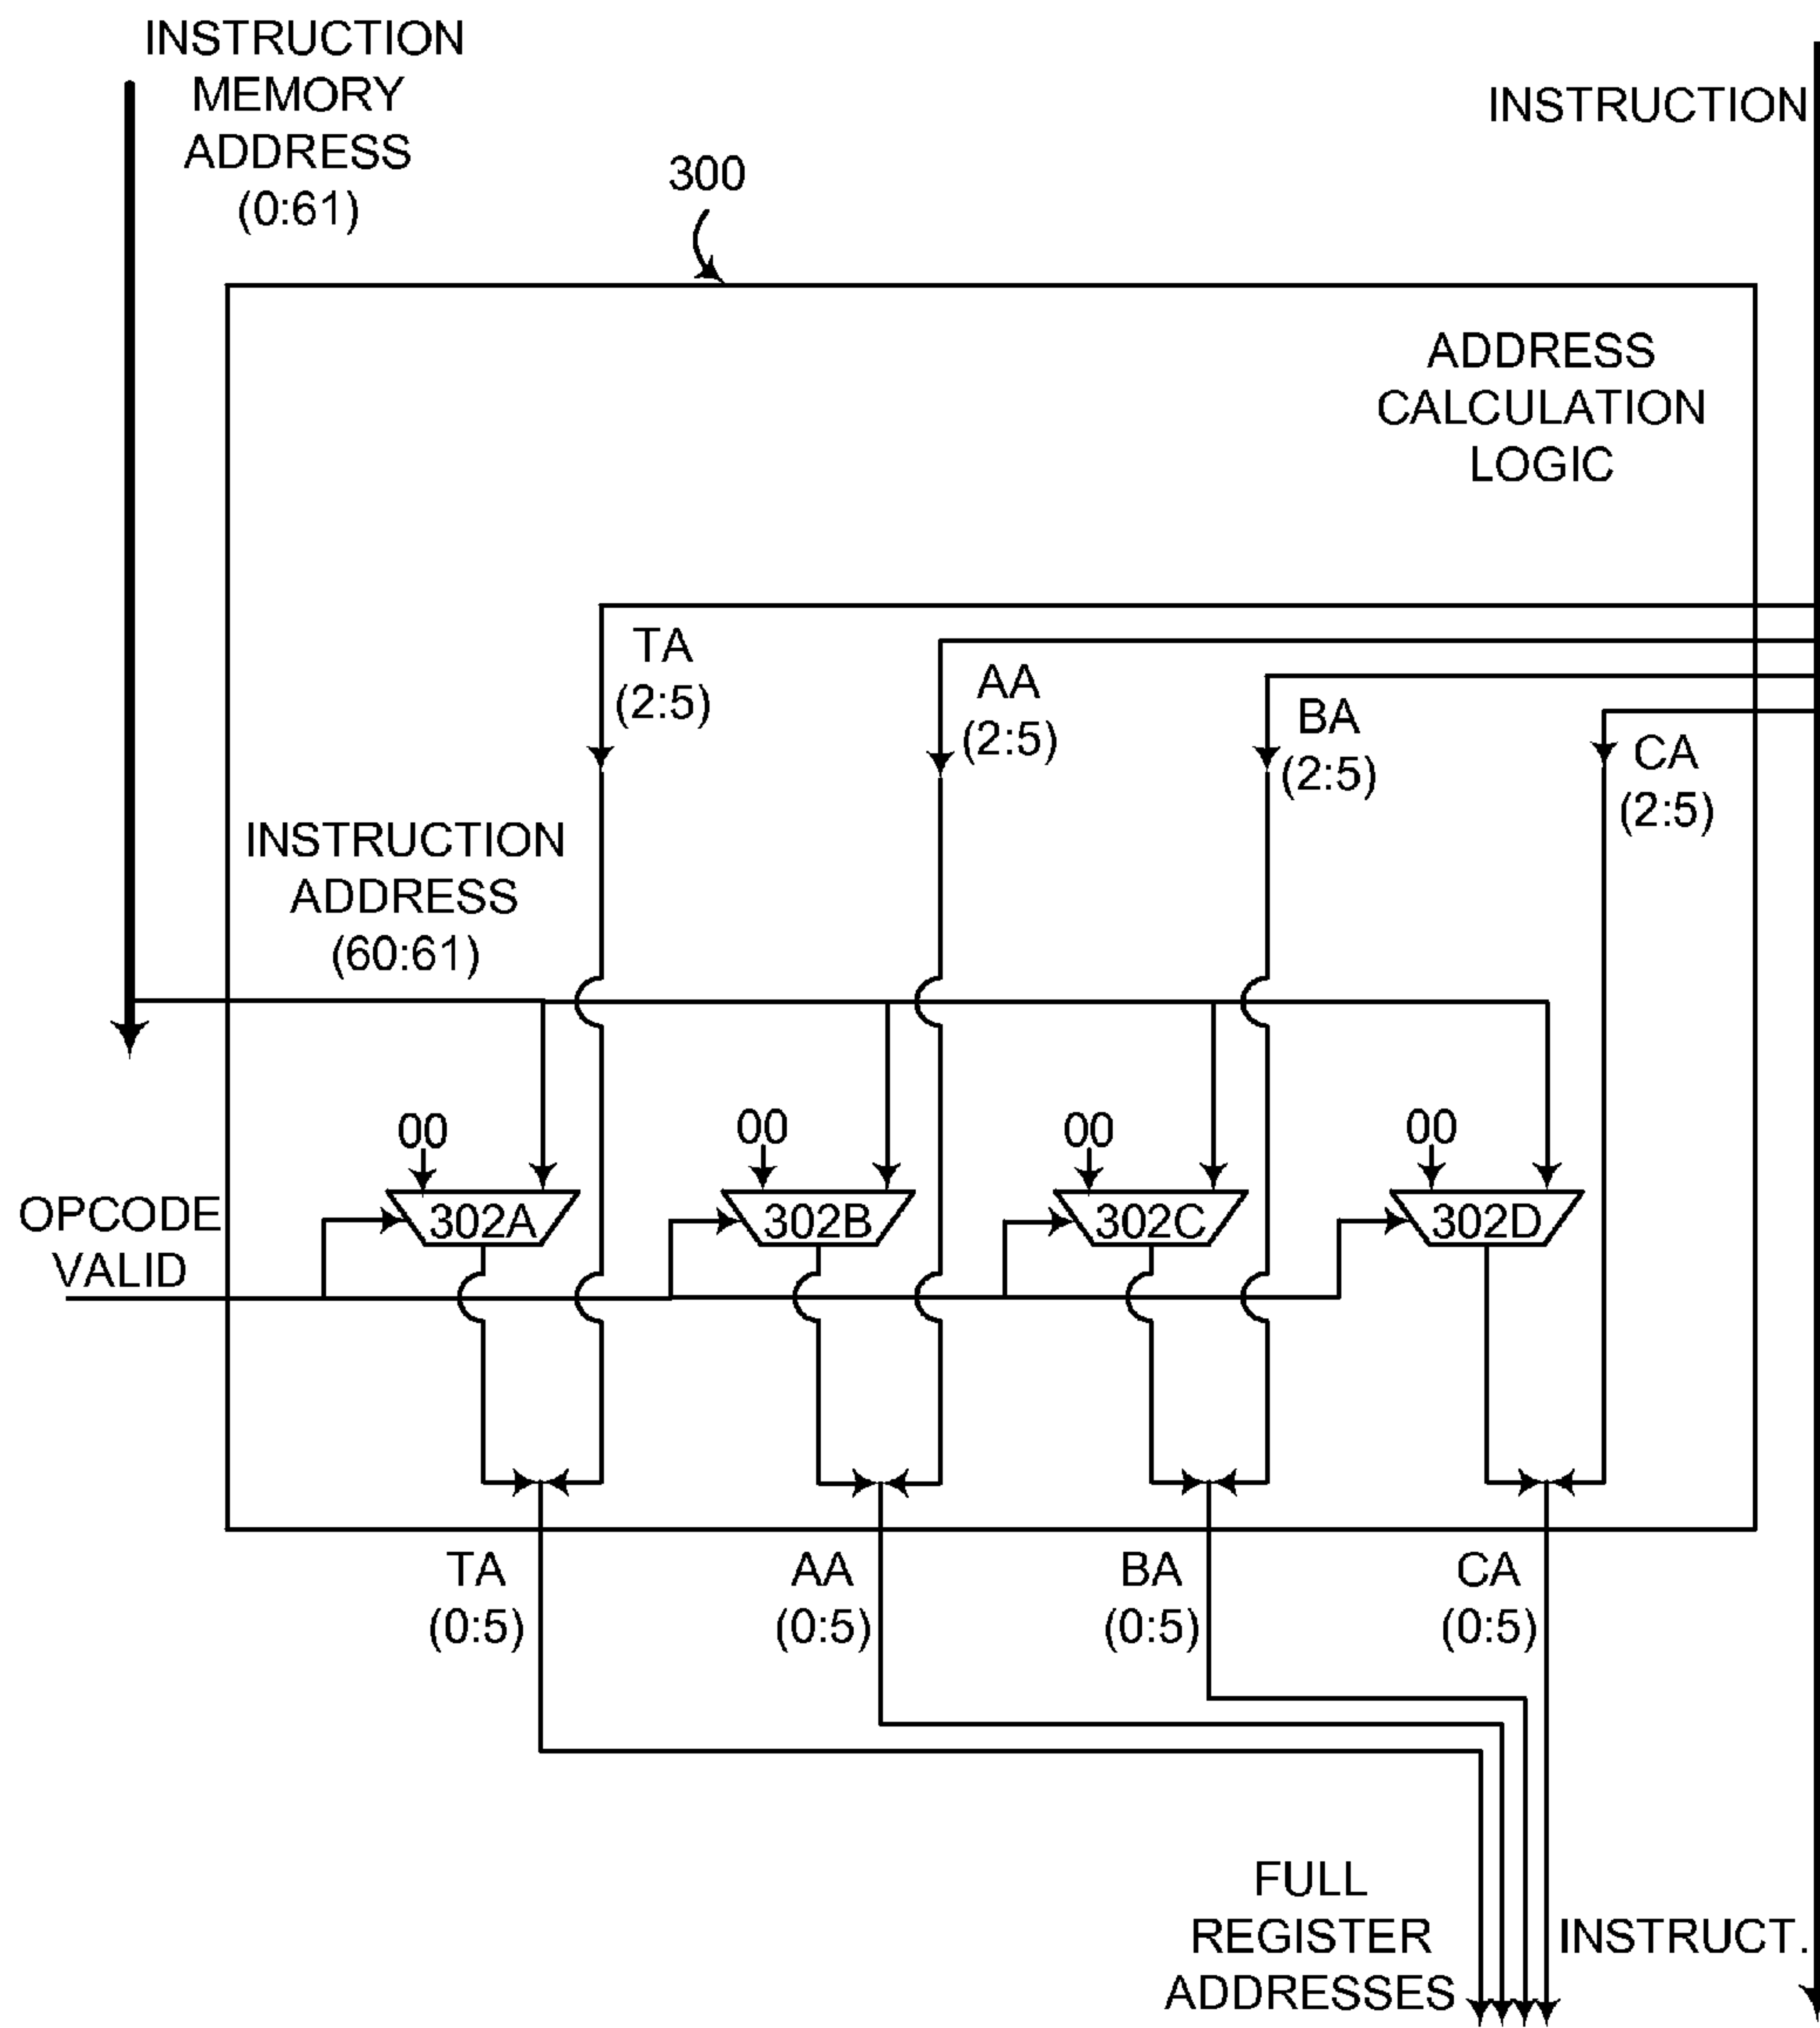 INSTRUCTION
MEMORY
ADDRESS
(0:61)
INSTRUCTION
300
ADDRESS
CALCULATION
LOGIC
TA
(2:5)
AA
(2:5)
BA
(2:5)
CA
(2:5)
INSTRUCTION
ADDRESS
(60:61)
00
00
00
00
OPCODE
VALID
302A
302B
302C
302D
TA
(0:5)
AA
(0:5)
BA
(0:5)
CA
(0:5)
FULL
REGISTER
ADDRESSES
INSTRUCT.